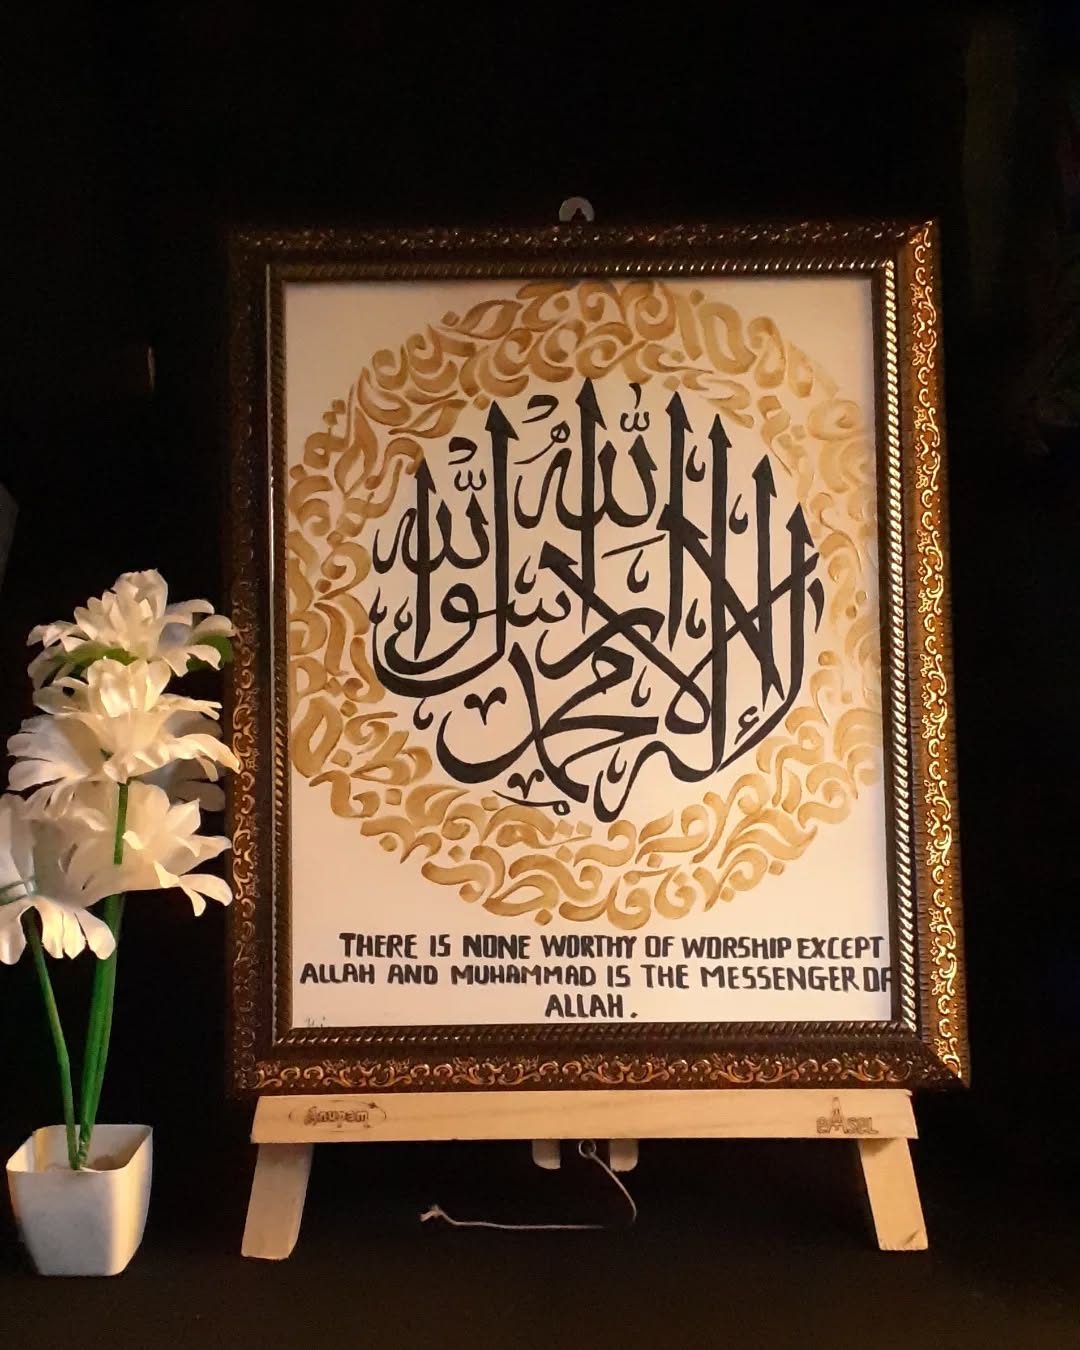 لا إله إلا الله محمد رسول الله
THERE IS NONE WORTHY OF WORSHIP EXCEPT
ALLAH AND MUHAMMAD IS THE MESSENGER OF
ALLAH.
Anupam
EASEL